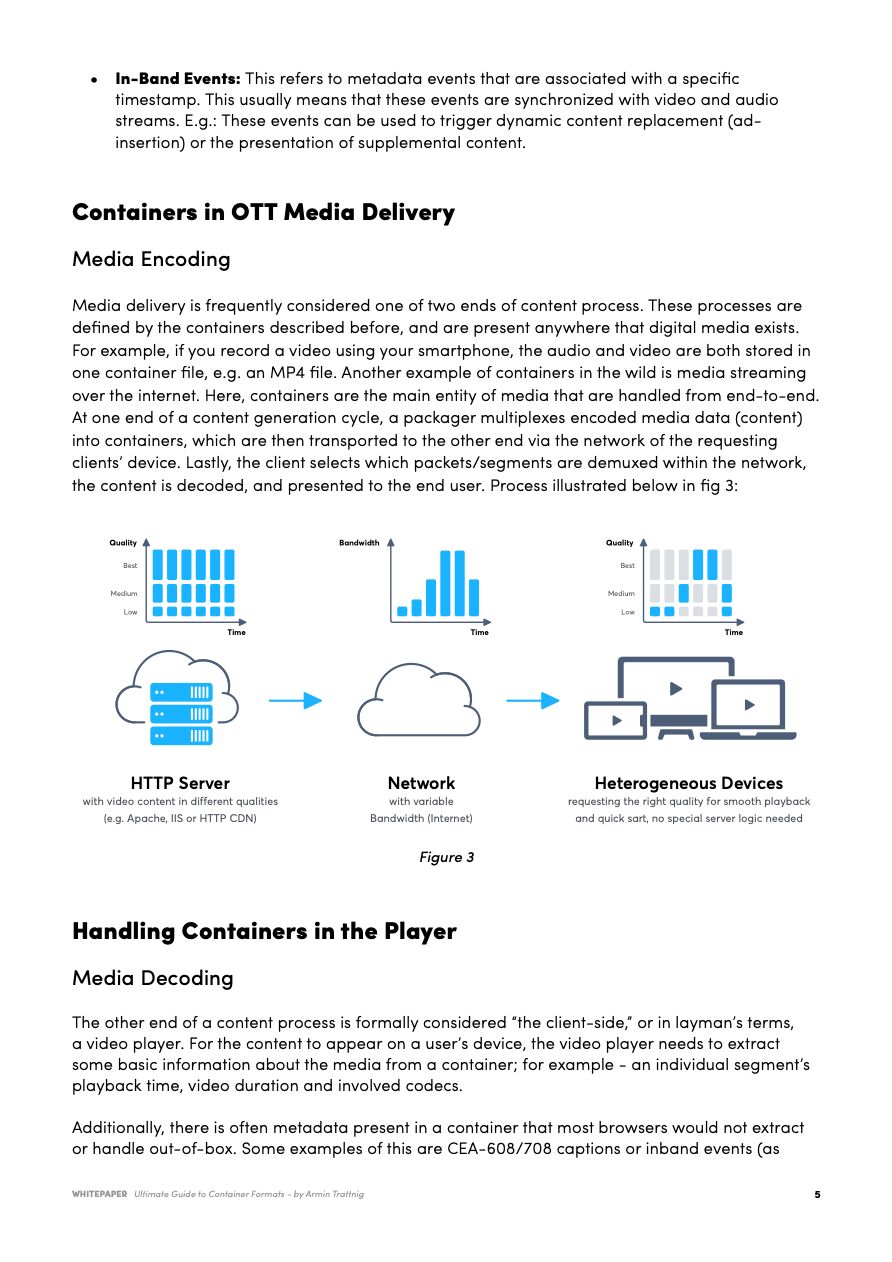 • In-Band Events: This refers to metadata events that are associated with a specific
timestamp. This usually means that these events are synchronized with video and audio
streams. E.g.: These events can be used to trigger dynamic content replacement (ad-
insertion) or the presentation of supplemental content.
Containers in OTT Media Delivery
Media Encoding
Media delivery is frequently considered one of two ends of content process. These processes are
defined by the containers described before, and are present anywhere that digital media exists.
For example, if you record a video using your smartphone, the audio and video are both stored in
one container file, e.g. an MP4 file. Another example of containers in the wild is media streaming
over the internet. Here, containers are the main entity of media that are handled from end-to-end.
At one end of a content generation cycle, a packager multiplexes encoded media data (content)
into containers, which are then transported to the other end via the network of the requesting
clients’ device. Lastly, the client selects which packets/segments are demuxed within the network,
the content is decoded, and presented to the end user. Process illustrated below in fig 3:
Quality
Best
Medium
Low
Time
Bandwidth
Time
Quality
Best
Medium
Low
Time
HTTP Server
with video content in different qualities
(e.g. Apache, IIS or HTTP CDN)
Network
with variable
Bandwidth (Internet)
Heterogeneous Devices
requesting the right quality for smooth playback
and quick sart, no special server logic needed
Figure 3
Handling Containers in the Player
Media Decoding
The other end of a content process is formally considered “the client-side,” or in layman’s terms,
a video player. For the content to appear on a user’s device, the video player needs to extract
some basic information about the media from a container; for example - an individual segment’s
playback time, video duration and involved codecs.
Additionally, there is often metadata present in a container that most browsers would not extract
or handle out-of-box. Some examples of this are CEA-608/708 captions or inband events (as
WHITEPAPER Ultimate Guide to Container Formats - by Armin Trattnig
5